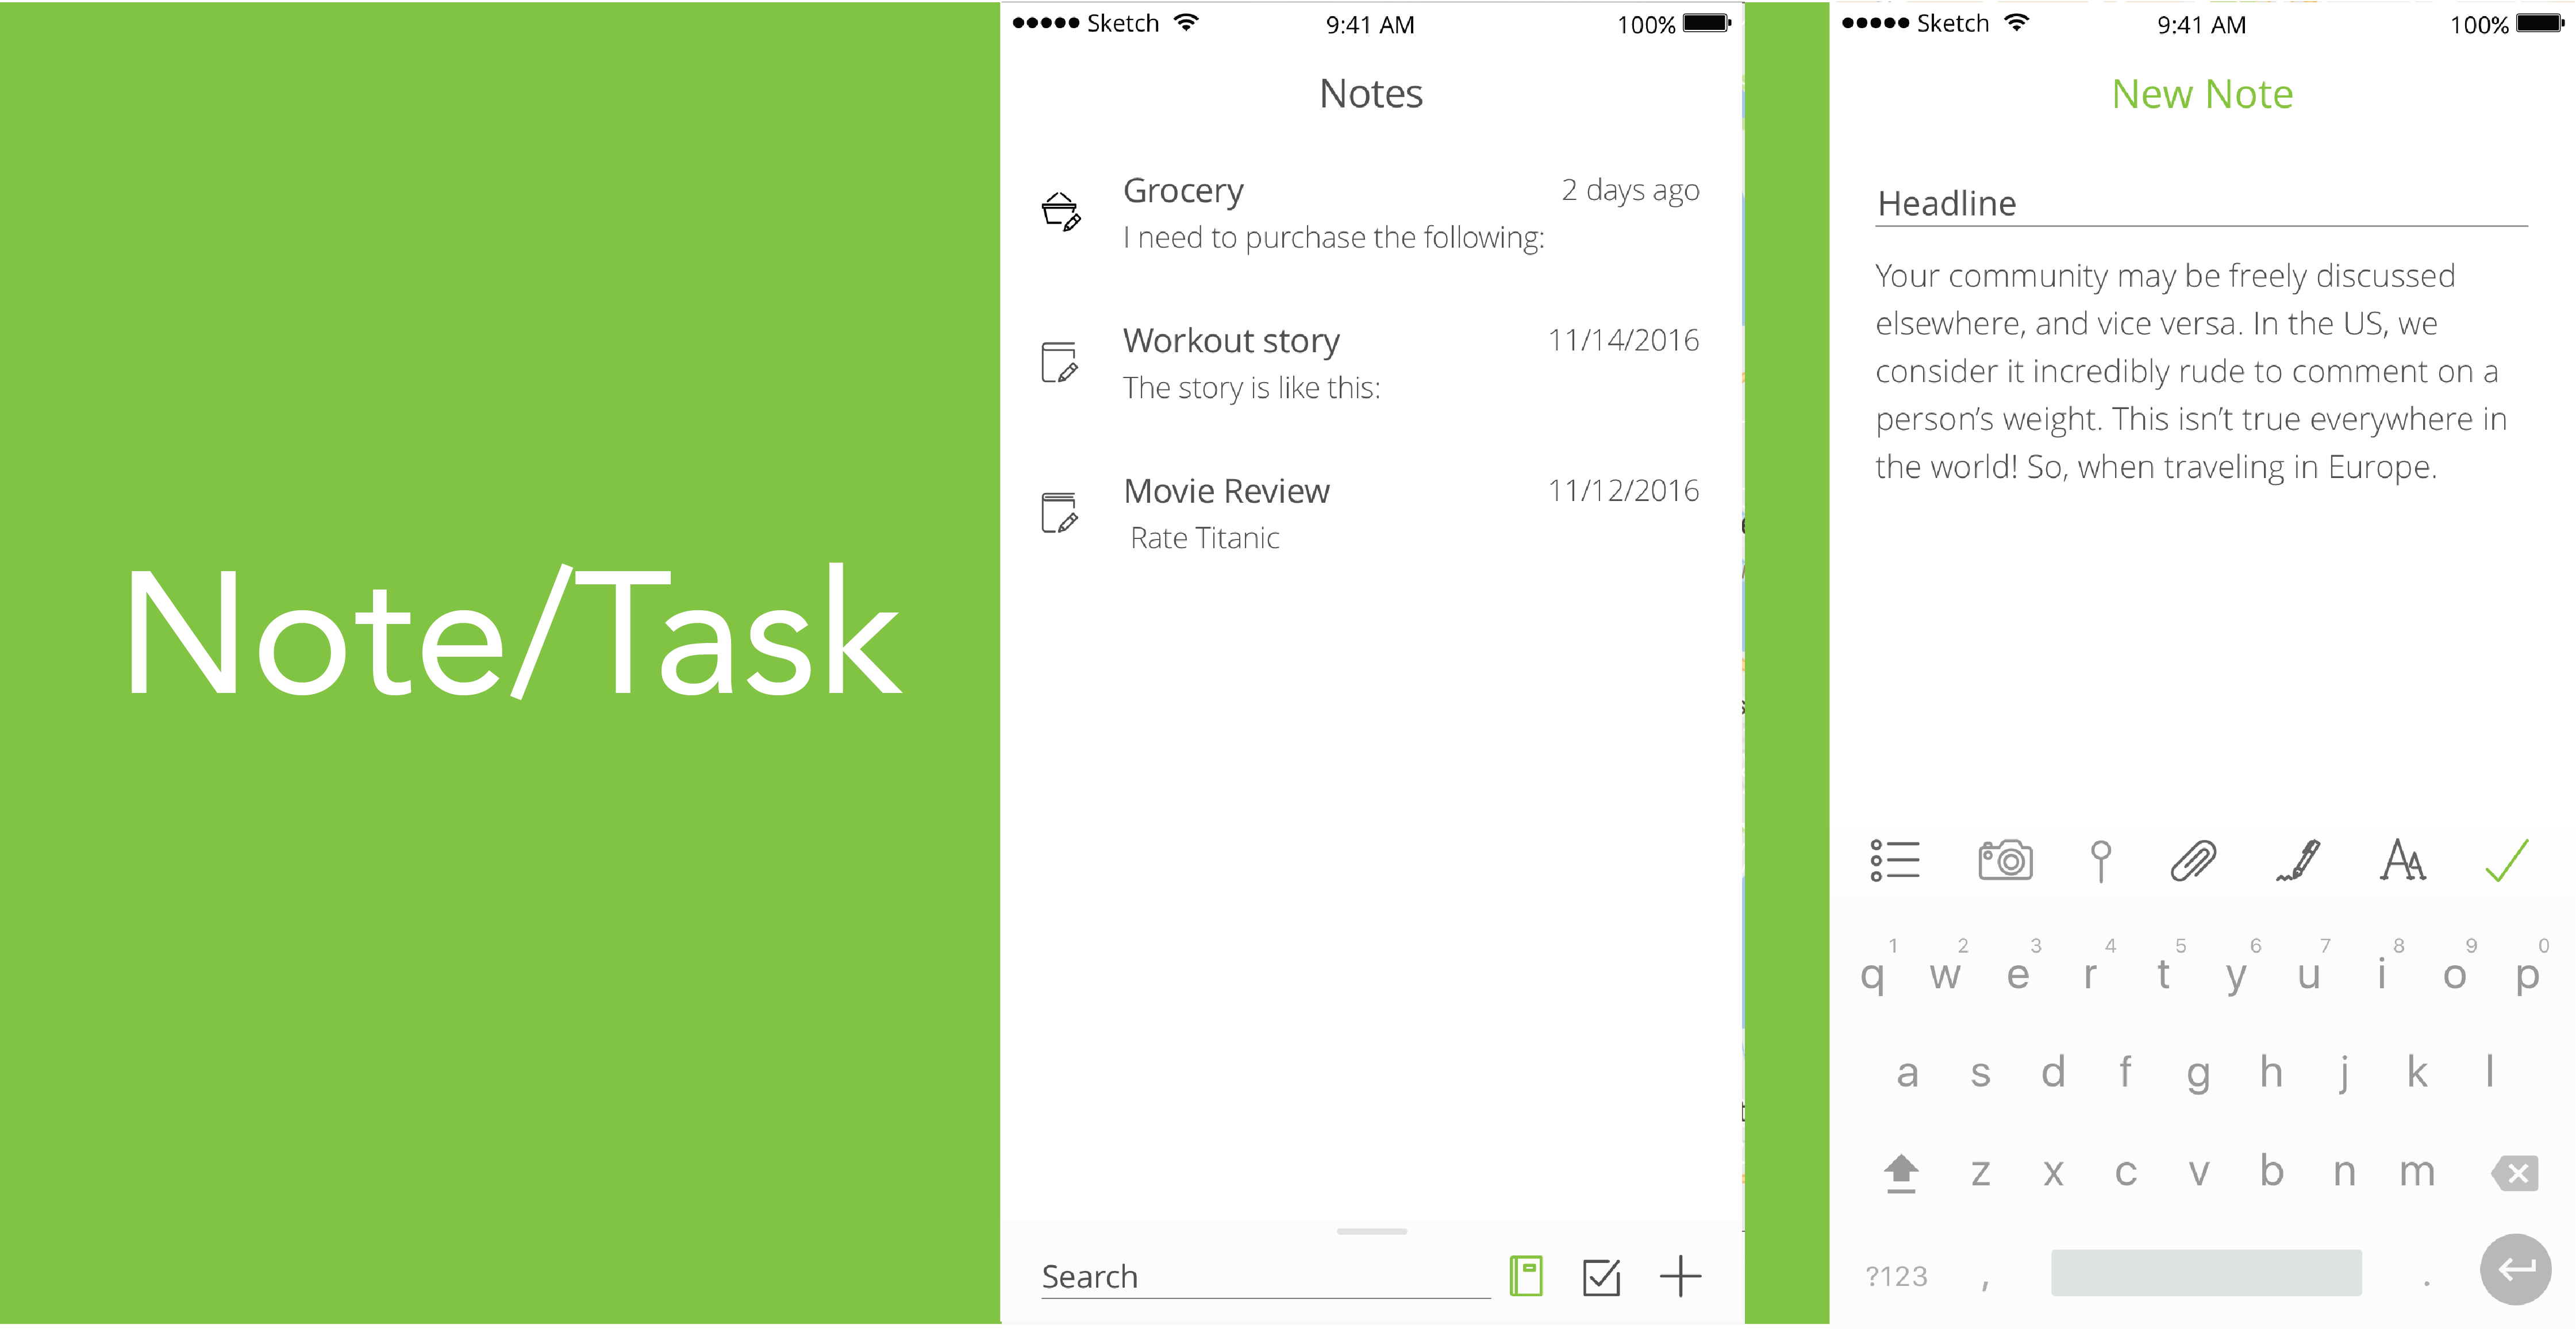 Note/Task
Sketch 9:41 AM 100%
Notes
Grocery 2 days ago
I need to purchase the following:
Workout story 11/14/2016
The story is like this:
Movie Review 11/12/2016
Rate Titanic
Search
Sketch 9:41 AM 100%
New Note
Headline
Your community may be freely discussed
elsewhere, and vice versa. In the US, we
consider it incredibly rude to comment on a
person’s weight. This isn’t true everywhere in
the world! So, when traveling in Europe.
AA
1 2 3 4 5 6 7 8 9 0
q w e r t y u i o p
a s d f g h j k l
z x c v b n m
?123 , .